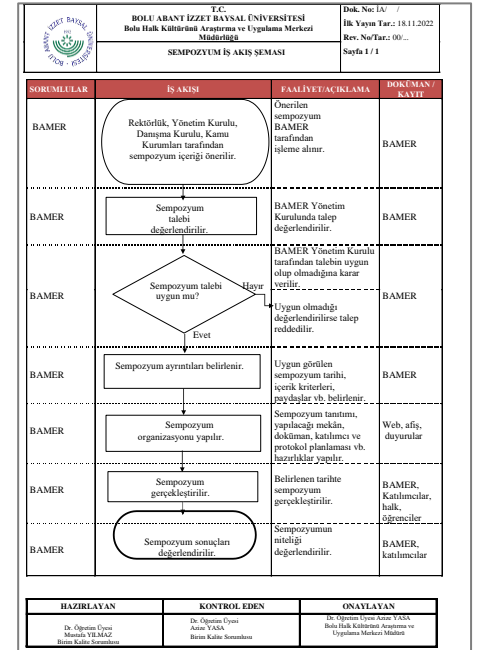 T.C.
BOLU ABANT İZZET BAYSAL ÜNİVERSİTESİ
Bolu Halk Kültürünü Araştırma ve Uygulama Merkezi
Müdürlüğü
SEMPOZYUM İŞ AKIŞ ŞEMASI
Dok. No: İA/ /
İlk Yayın Tar.: 18.11.2022
Rev. No/Tar.: 00/...
Sayfa 1 / 1
BOLU ABANT İZZET BAYSAL ÜNİVERSİTESİ
SORUMLULAR
İŞ AKIŞI
FAALİYET/AÇIKLAMA
DOKÜMAN /
KAYIT
BAMER
Rektörlük, Yönetim Kurulu,
Danışma Kurulu, Kamu
Kurumları tarafından
sempozyum içeriği önerilir.
Önerilen
sempozyum
BAMER
tarafından
işleme alınır.
BAMER
BAMER
Sempozyum
talebi
değerlendirilir.
BAMER Yönetim
Kurulunda talep
değerlendirilir.
BAMER
BAMER
Sempozyum talebi
uygun mu?
Hayır
Evet
BAMER Yönetim Kurulu
tarafından talebin uygun
olup olmadığına karar
verilir.
Uygun olmadığı
değerlendirilirse talep
reddedilir.
BAMER
BAMER
Sempozyum ayrıntıları belirlenir.
Uygun görülen
sempozyum tarihi,
içerik kriterleri,
paydaşlar vb. belirlenir.
BAMER
BAMER
Sempozyum
organizasyonu yapılır.
Sempozyum tanıtımı,
yapılacağı mekân,
doküman, katılımcı ve
protokol planlaması vb.
hazırlıklar yapılır.
Web, afiş,
duyurular
BAMER
Sempozyum
gerçekleştirilir.
Belirlenen tarihte
sempozyum
gerçekleştirilir.
BAMER,
Katılımcılar,
halk,
öğrenciler
BAMER
Sempozyum sonuçları
değerlendirilir.
Sempozyumun
niteliği
değerlendirilir.
BAMER,
katılımcılar
HAZIRLAYAN
KONTROL EDEN
ONAYLAYAN
Dr. Öğretim Üyesi
Mustafa YILMAZ
Birim Kalite Sorumlusu
Dr. Öğretim Üyesi
Azize YASA
Birim Kalite Sorumlusu
Dr. Öğretim Üyesi Azize YASA
Bolu Halk Kültürünü Araştırma ve
Uygulama Merkezi Müdürü